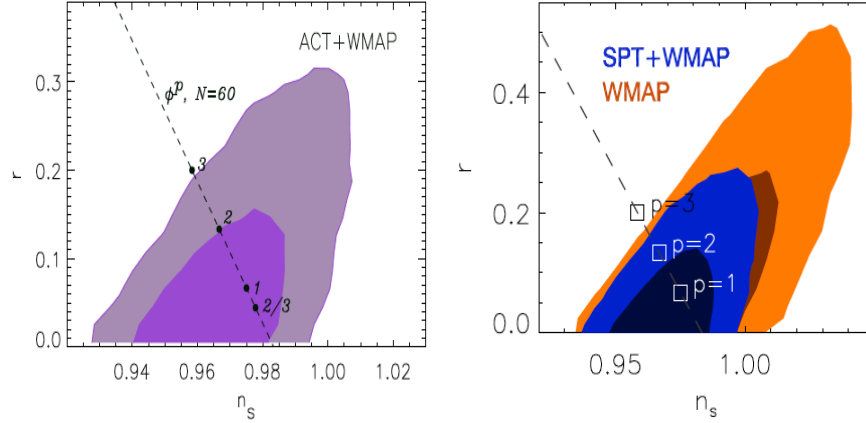 ACT+WMAP
ϕᵖ, N=60
3
2
1
2/3
r
0.3
0.2
0.1
0.0
0.94 0.96 0.98 1.00 1.02
n_s
SPT+WMAP
WMAP
p=3
p=2
p=1
r
0.4
0.2
0.0
0.95 1.00
n_s